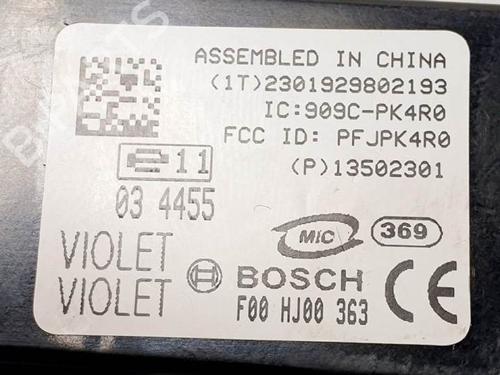 ASSEMBLED IN CHINA
(1T)2301929802193
IC:909C-PK4R0
FCC ID: PFJPK4R0
(P)13502301
e 11
03 4455
MIC
369
VIOLET
VIOLET
BOSCH
F00 HJ00 363
CE